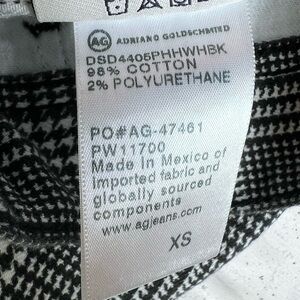 AG ADRIANO GOLDSCHMIED
DSD4405PHHWHBK
98% COTTON
2% POLYURETHANE
PO#AG-47461
PW11700
Made In Mexico of
imported fabric and
globally sourced
components
www.agjeans.com
XS